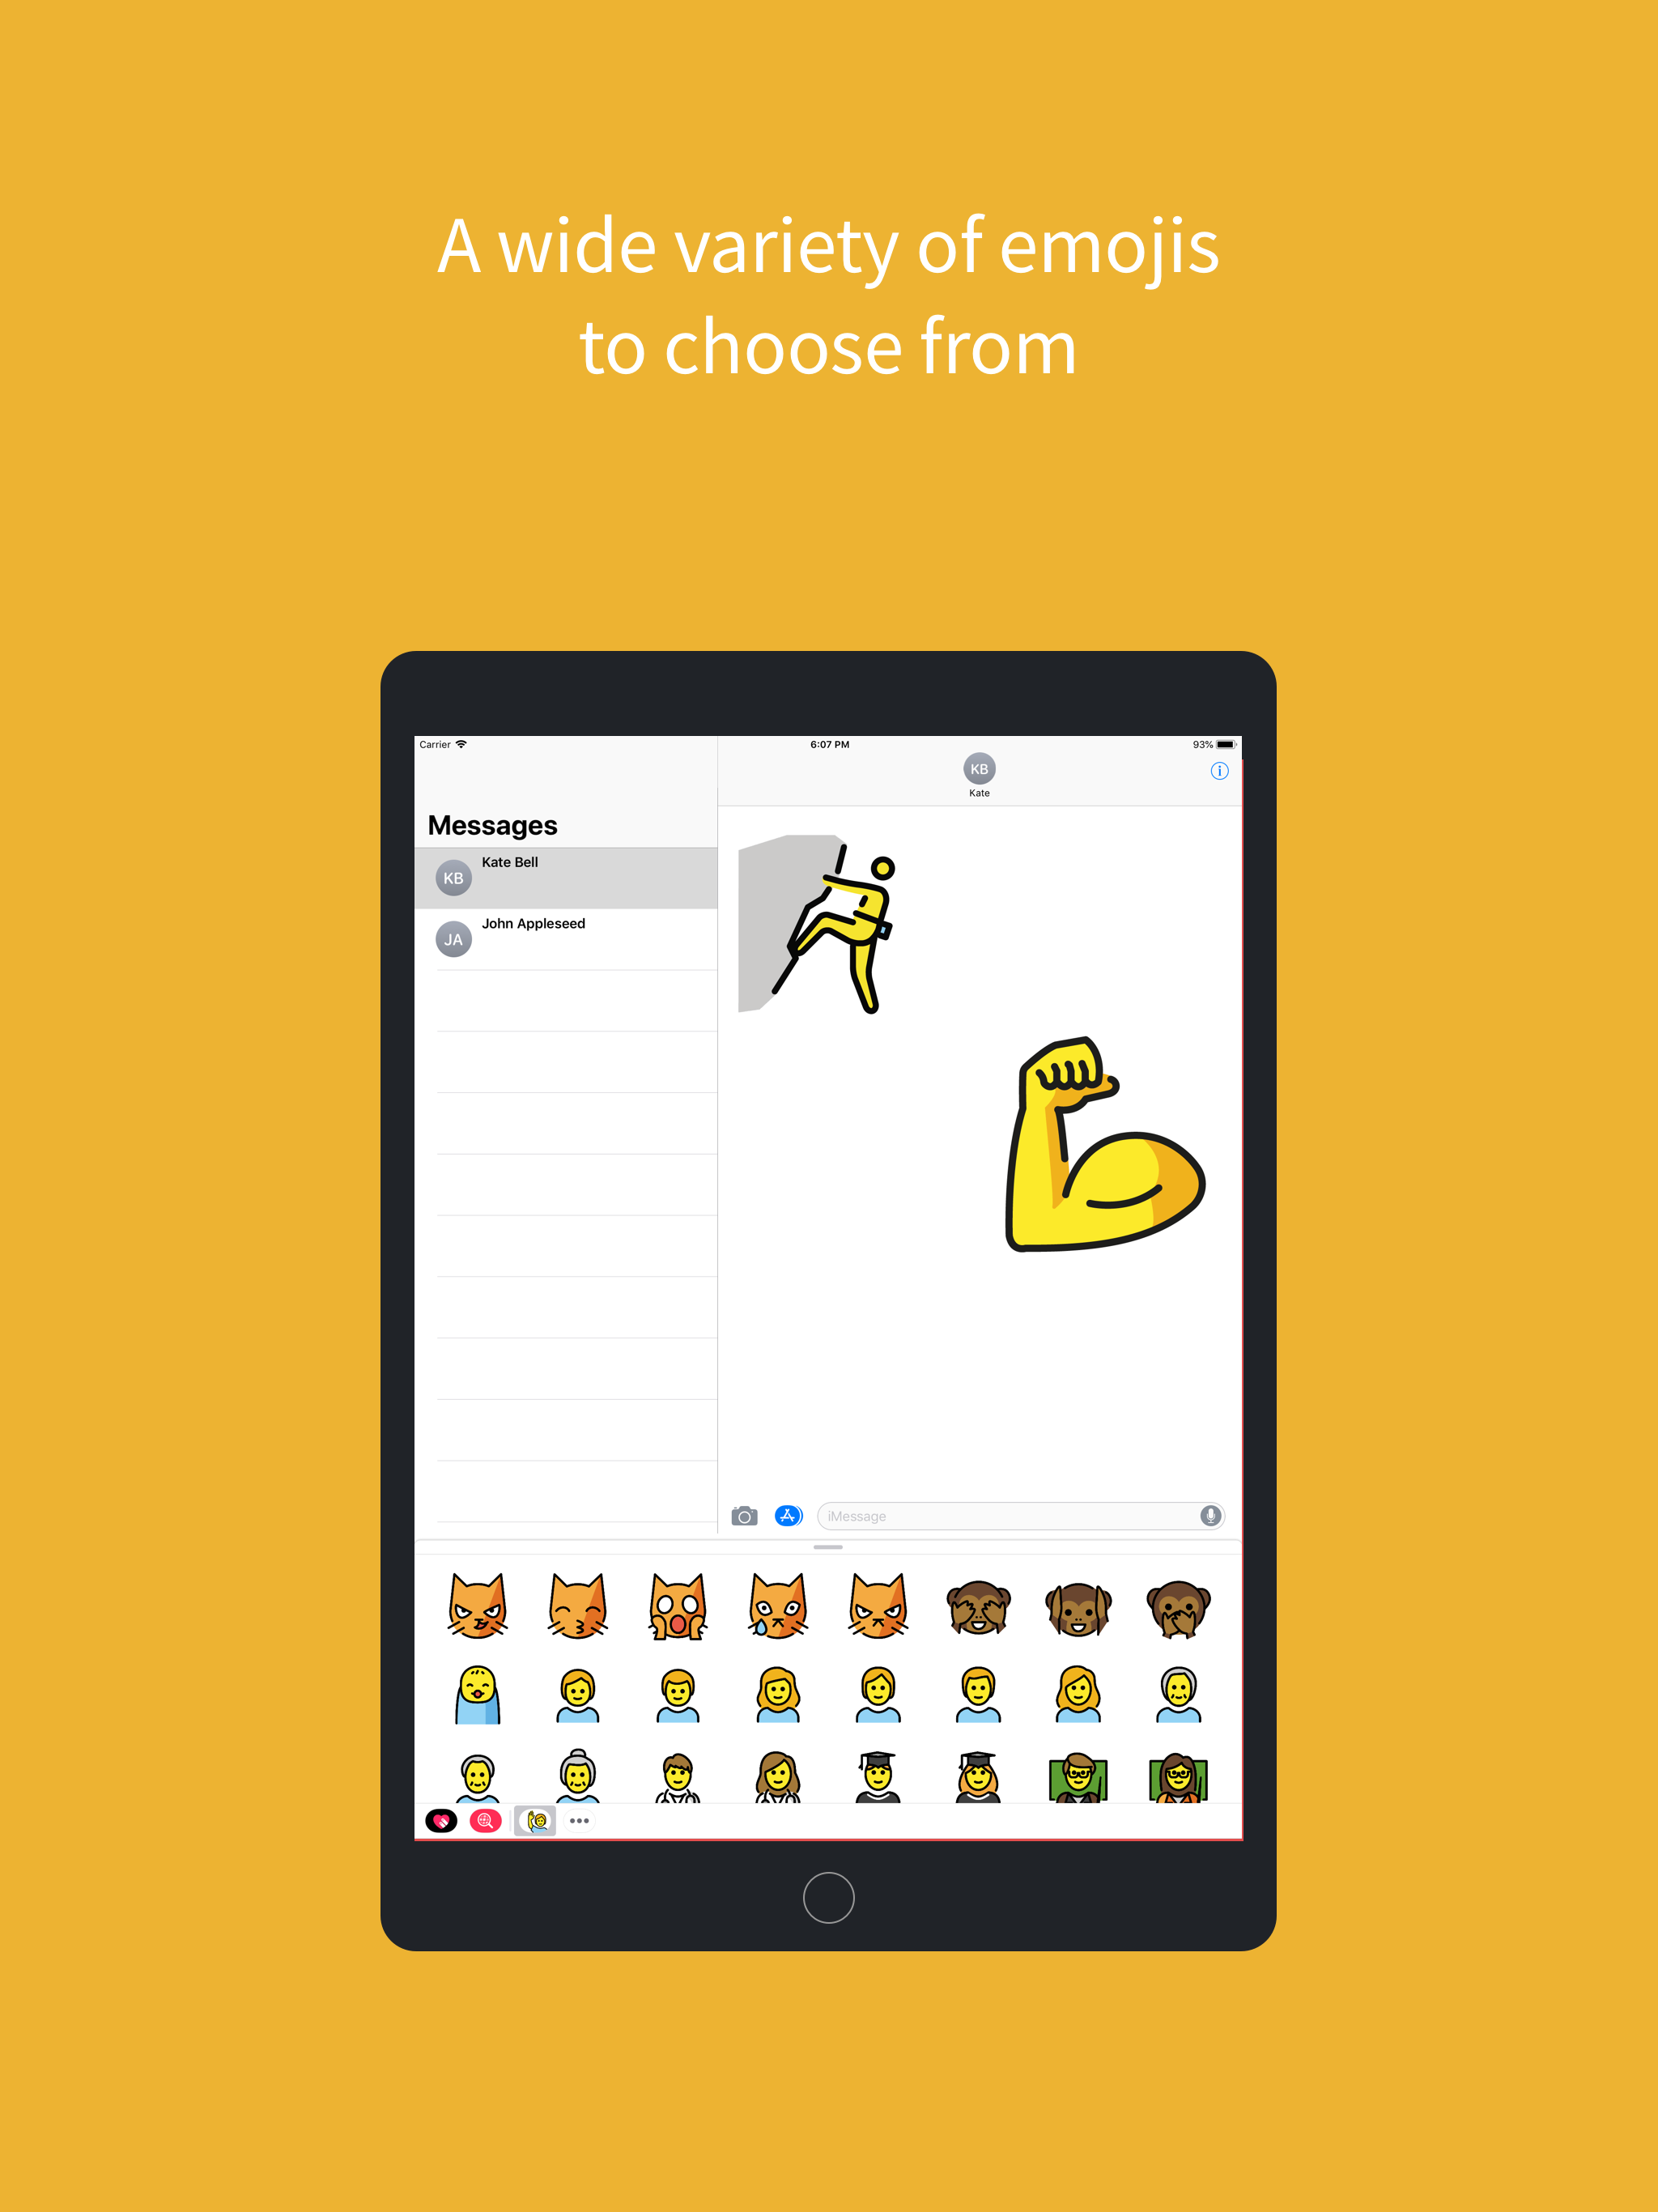 A wide variety of emojis
to choose from
Carrier
6:07 PM
93%
KB
Kate
Messages
KB
Kate Bell
JA
John Appleseed
iMessage